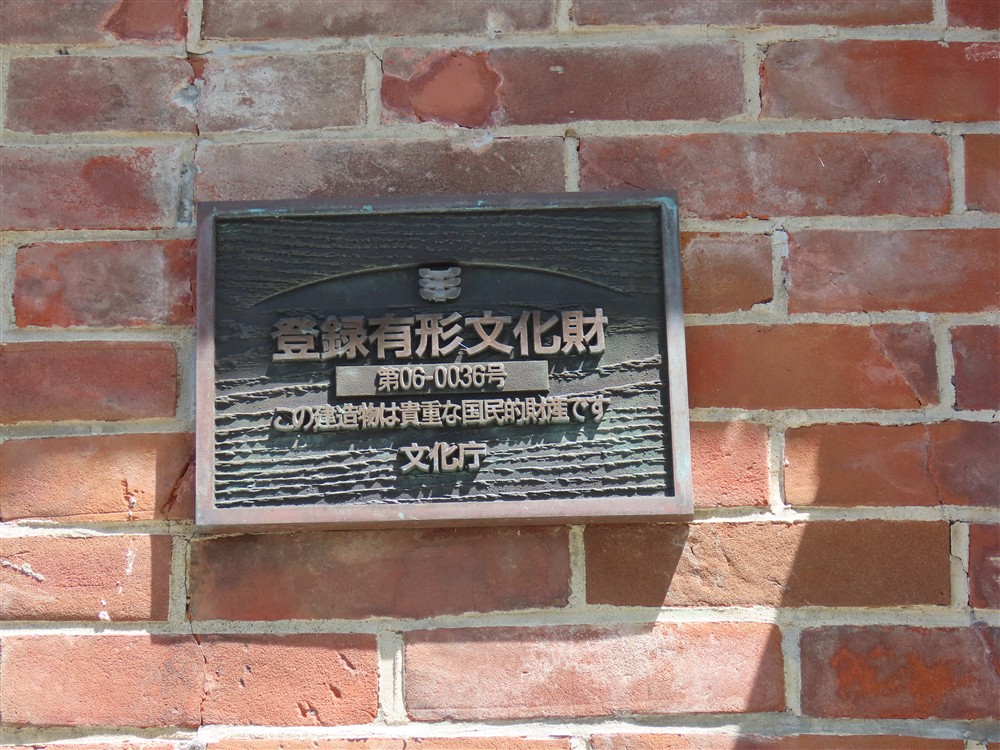 登録有形文化財
第06-0036号
この建造物は貴重な国民的財産です
文化庁